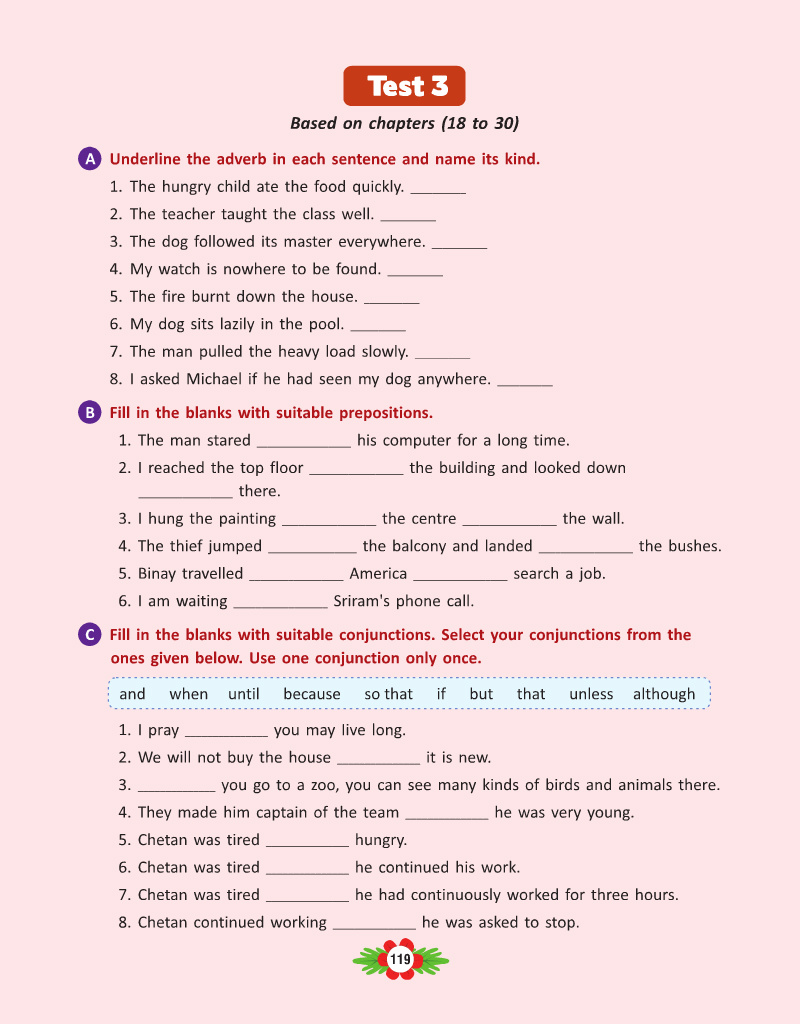 Test 3
Based on chapters (18 to 30)
A Underline the adverb in each sentence and name its kind.
1. The hungry child ate the food quickly. _______
2. The teacher taught the class well. _______
3. The dog followed its master everywhere. _______
4. My watch is nowhere to be found. _______
5. The fire burnt down the house. _______
6. My dog sits lazily in the pool. _______
7. The man pulled the heavy load slowly. _______
8. I asked Michael if he had seen my dog anywhere. _______
B Fill in the blanks with suitable prepositions.
1. The man stared ____________ his computer for a long time.
2. I reached the top floor ____________ the building and looked down
____________ there.
3. I hung the painting ____________ the centre ____________ the wall.
4. The thief jumped ____________ the balcony and landed ____________ the bushes.
5. Binay travelled ____________ America ____________ search a job.
6. I am waiting ____________ Sriram's phone call.
C Fill in the blanks with suitable conjunctions. Select your conjunctions from the
ones given below. Use one conjunction only once.
and when until because so that if but that unless although
1. I pray ___________ you may live long.
2. We will not buy the house ___________ it is new.
3. __________ you go to a zoo, you can see many kinds of birds and animals there.
4. They made him captain of the team ___________ he was very young.
5. Chetan was tired ___________ hungry.
6. Chetan was tired ___________ he continued his work.
7. Chetan was tired ___________ he had continuously worked for three hours.
8. Chetan continued working ___________ he was asked to stop.
119